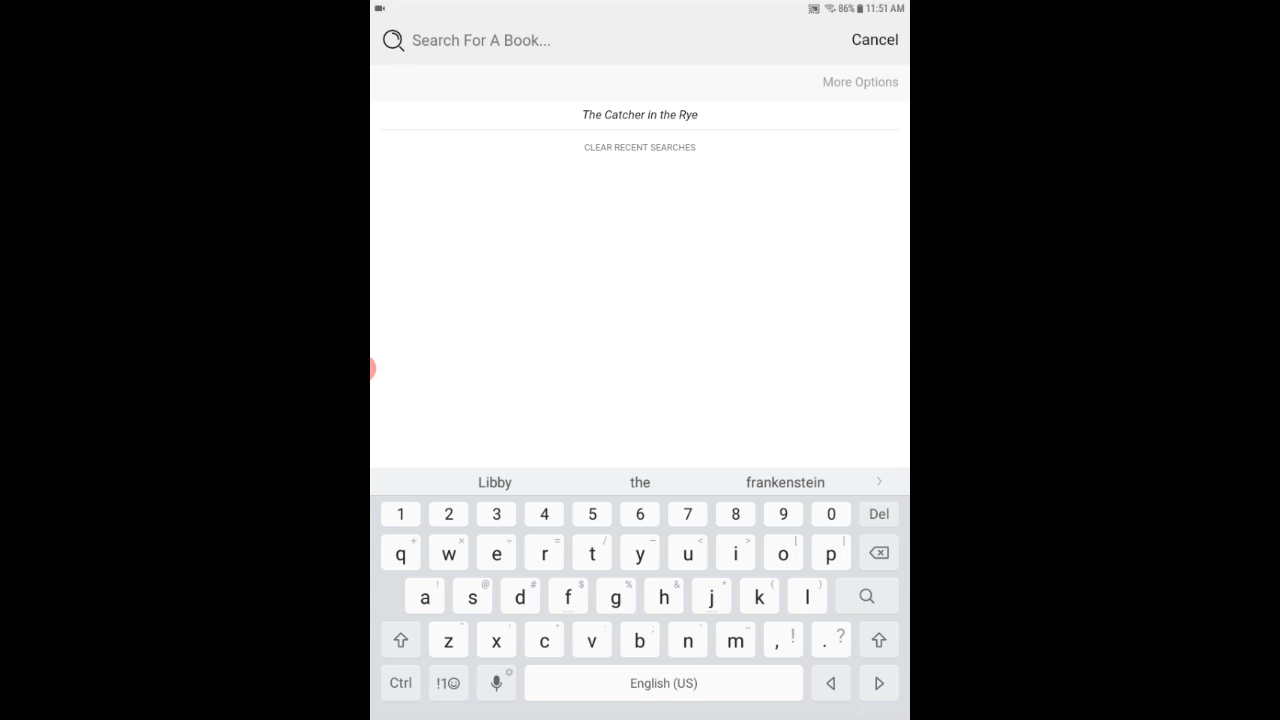 86% 11:51 AM
Search For A Book... Cancel
More Options
The Catcher in the Rye
CLEAR RECENT SEARCHES
Libby the frankenstein >
1 2 3 4 5 6 7 8 9 0 Del
q + w × e ÷ r = t / y _ u < i > o [ p ]
a ! s @ d # f $ g % h & j * k ( l )
z x c v b n m ~ , ! . ?
Ctrl !1☺ English (US)